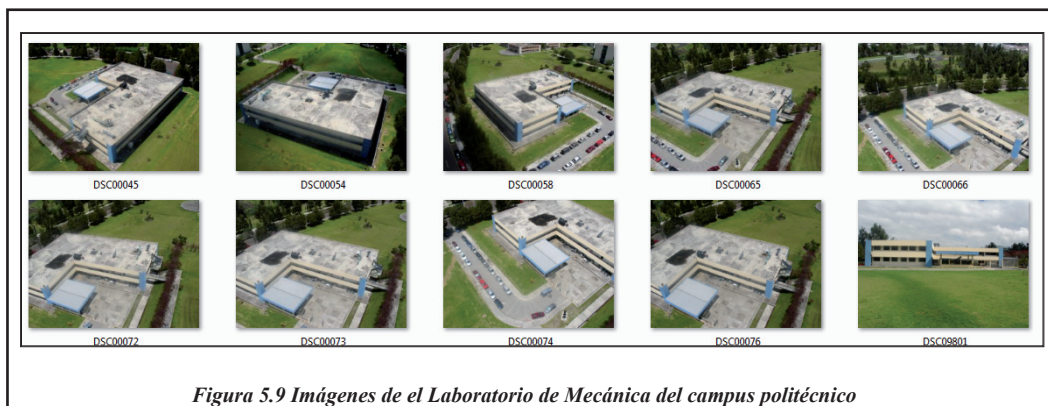 DSC00045 DSC00054 DSC00058 DSC00065 DSC00066
DSC00072 DSC00073 DSC00074 DSC00076 DSC09801
Figura 5.9 Imágenes de el Laboratorio de Mecánica del campus politécnico